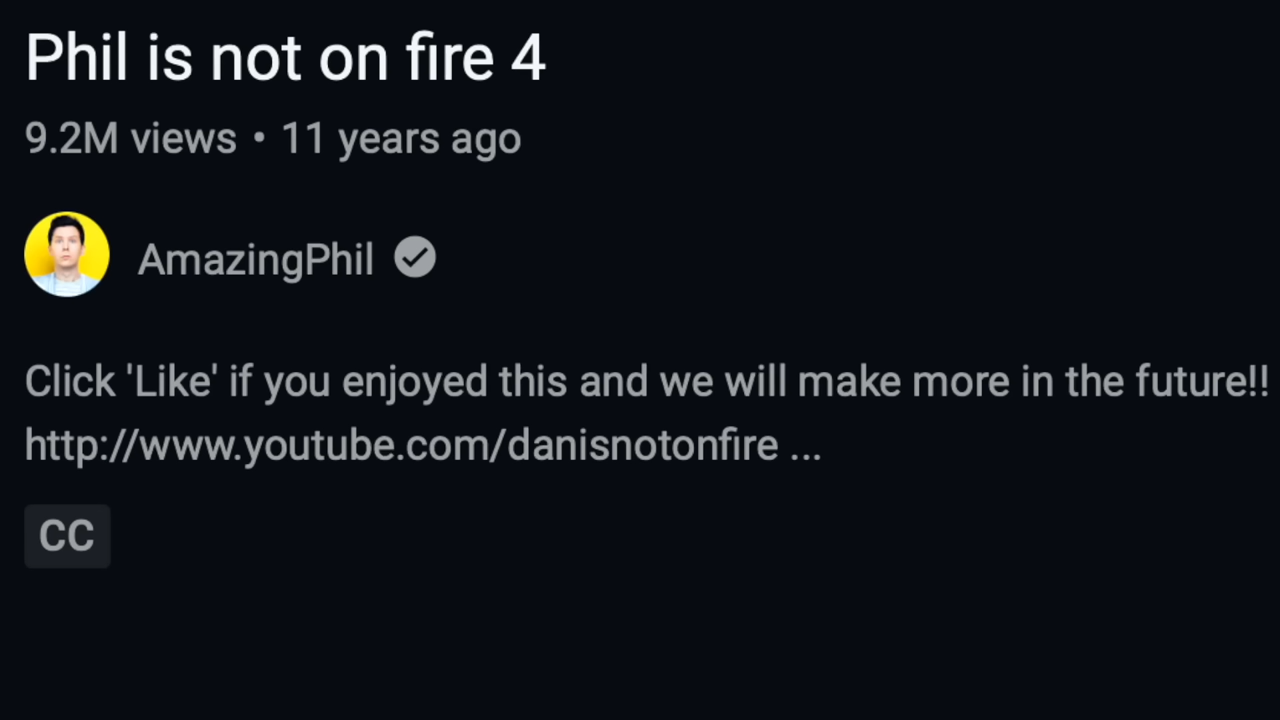 Phil is not on fire 4
9.2M views • 11 years ago
AmazingPhil
Click 'Like' if you enjoyed this and we will make more in the future!!
http://www.youtube.com/danisnotonfire ...
CC